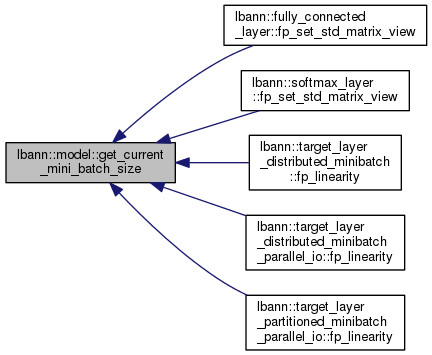 lbann::fully_connected
_layer::fp_set_std_matrix_view
lbann::softmax_layer
::fp_set_std_matrix_view
lbann::model::get_current
_mini_batch_size
lbann::target_layer
_distributed_minibatch
::fp_linearity
lbann::target_layer
_distributed_minibatch
_parallel_io::fp_linearity
lbann::target_layer
_partitioned_minibatch
_parallel_io::fp_linearity